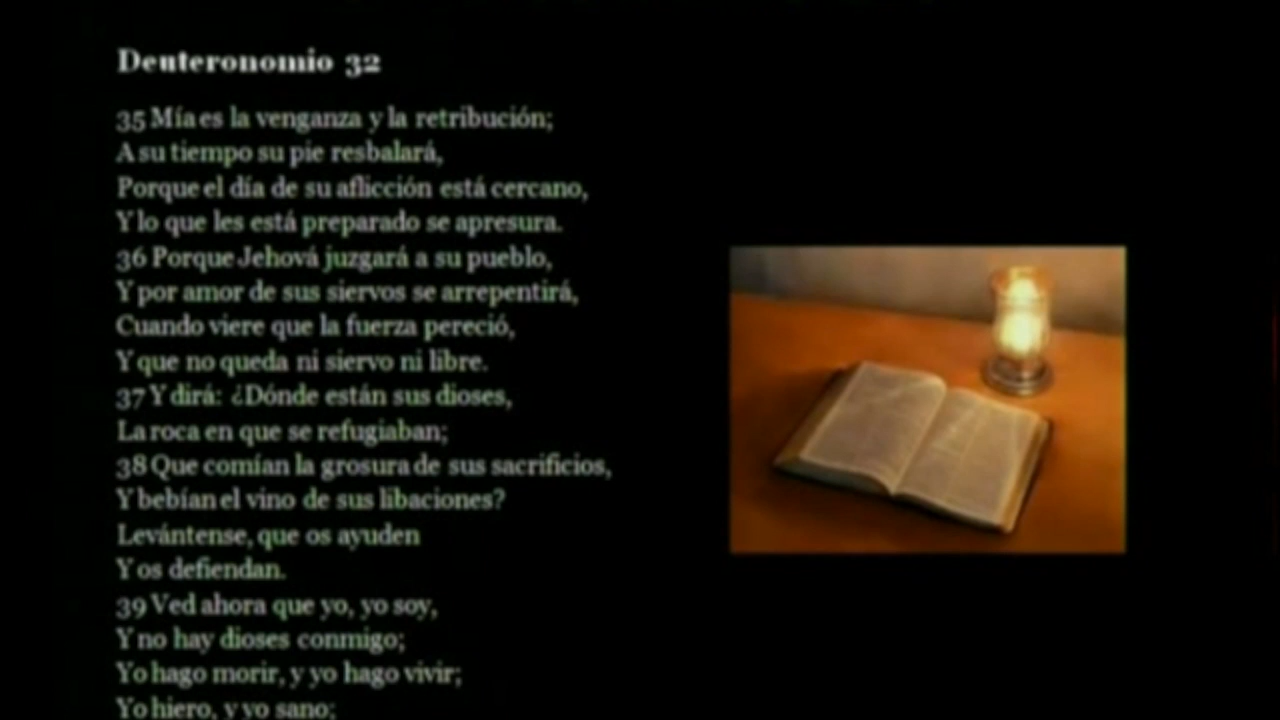 Deuteronomio 32
35 Mía es la venganza y la retribución;
A su tiempo su pie resbalará,
Porque el día de su aflicción está cercano,
Y lo que les está preparado se apresura.
36 Porque Jehová juzgará a su pueblo,
Y por amor de sus siervos se arrepentirá,
Cuando viere que la fuerza pereció,
Y que no queda ni siervo ni libre.
37 Y dirá: ¿Dónde están sus dioses,
La roca en que se refugiaban;
38 Que comían la grosura de sus sacrificios,
Y bebían el vino de sus libaciones?
Levántense, que os ayuden
Y os defiendan.
39 Ved ahora que yo, yo soy,
Y no hay dioses conmigo;
Yo hago morir, y yo hago vivir;
Yo hiero, y yo sano;